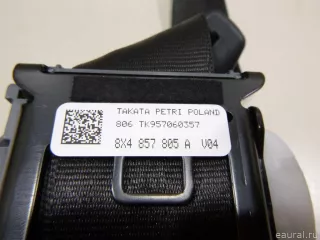 TAKATA PETRI POLAND
806 TK957060357
8X4 857 805 A V04
eaural.ru